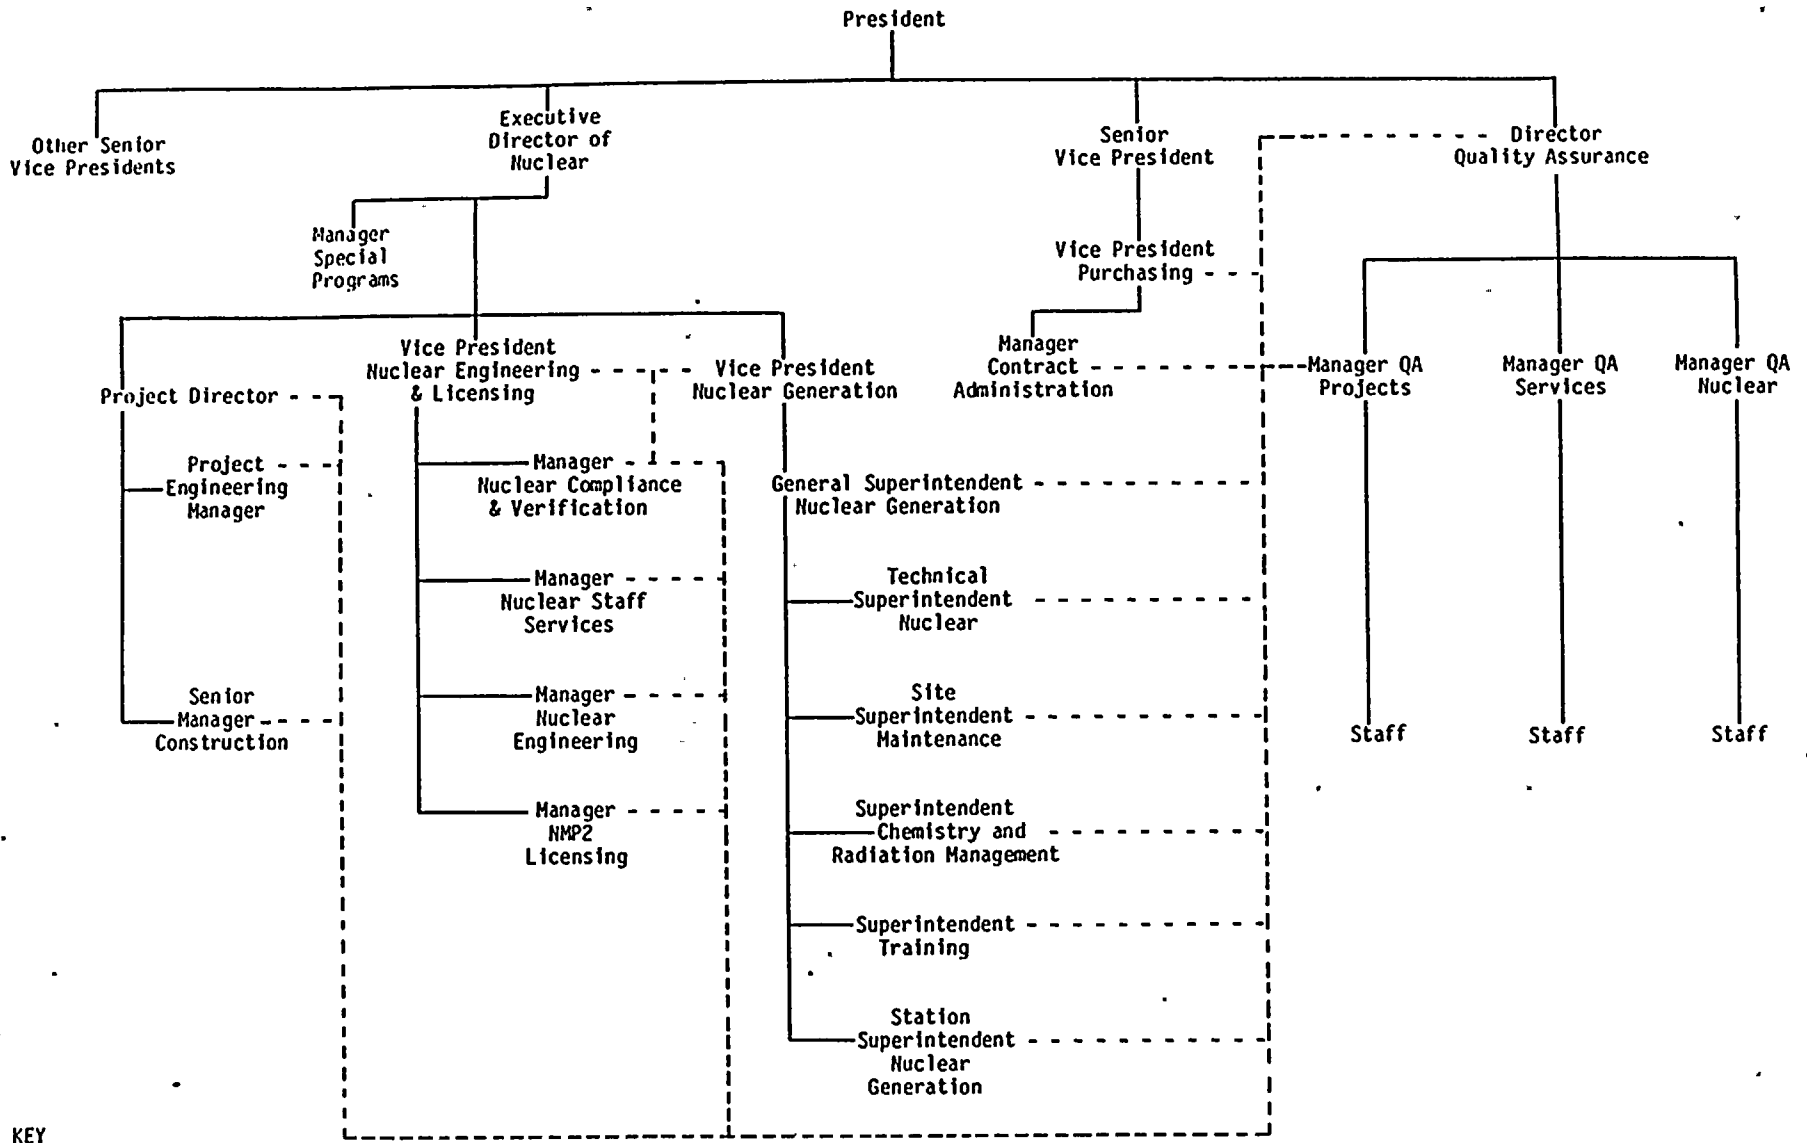 President
Other Senior
Vice Presidents
Executive
Director of
Nuclear
Senior
Vice President
Director
Quality Assurance
Manager
Special
Programs
Vice President
Purchasing
Project Director
Vice President
Nuclear Engineering
& Licensing
Vice President
Nuclear Generation
Manager
Contract
Administration
Manager QA
Projects
Manager QA
Services
Manager QA
Nuclear
Project
Engineering
Manager
Senior
Manager
Construction
Manager
Nuclear Compliance
& Verification
Manager
Nuclear Staff
Services
Manager
Nuclear
Engineering
Manager
NMP2
Licensing
General Superintendent
Nuclear Generation
Technical
Superintendent
Nuclear
Site
Superintendent
Maintenance
Superintendent
Chemistry and
Radiation Management
Superintendent
Training
Station
Superintendent
Nuclear
Generation
Staff
Staff
Staff
KEY